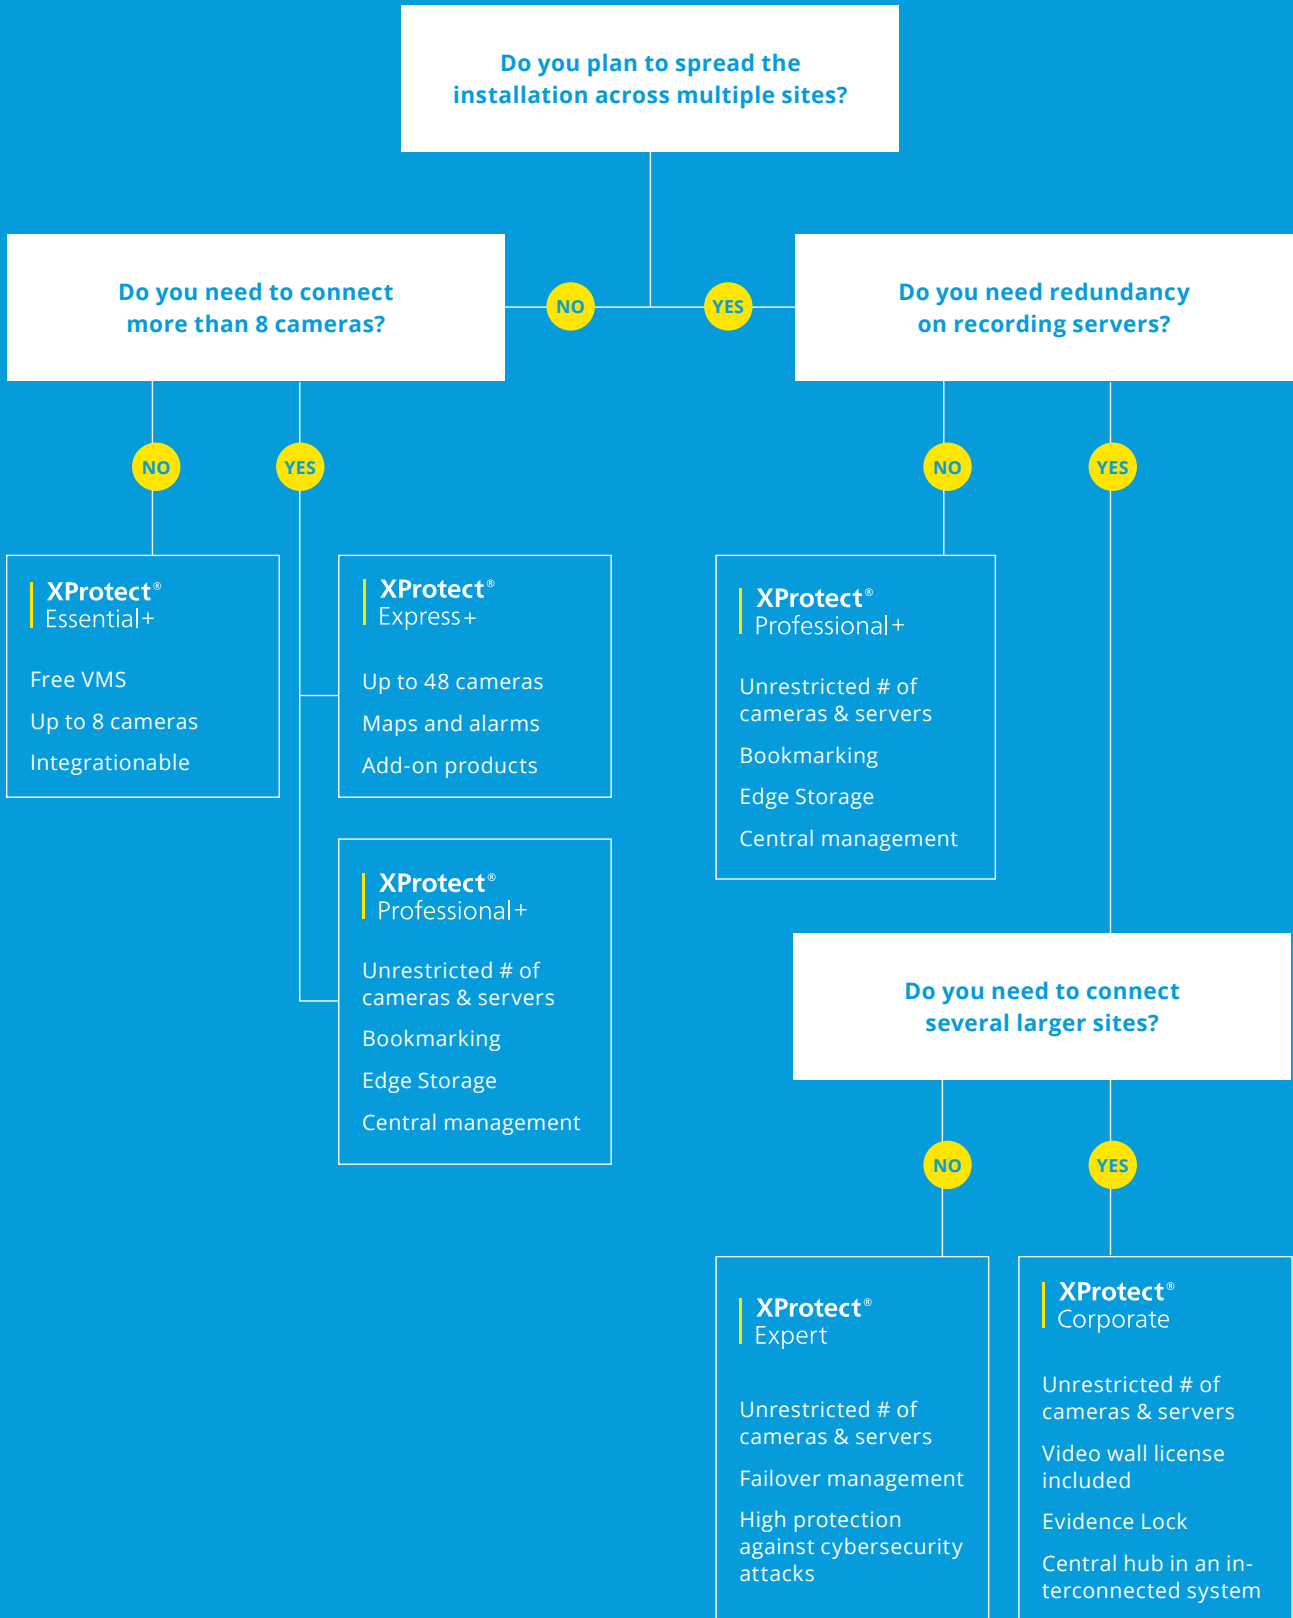 Do you plan to spread the
installation across multiple sites?
Do you need to connect
more than 8 cameras?
NO
YES
Do you need redundancy
on recording servers?
NO
YES
NO
YES
XProtect®
Essential+
Free VMS
Up to 8 cameras
Integrationable
XProtect®
Express+
Up to 48 cameras
Maps and alarms
Add-on products
XProtect®
Professional+
Unrestricted # of
cameras & servers
Bookmarking
Edge Storage
Central management
XProtect®
Professional+
Unrestricted # of
cameras & servers
Bookmarking
Edge Storage
Central management
Do you need to connect
several larger sites?
NO
YES
XProtect®
Expert
Unrestricted # of
cameras & servers
Failover management
High protection
against cybersecurity
attacks
XProtect®
Corporate
Unrestricted # of
cameras & servers
Video wall license
included
Evidence Lock
Central hub in an in-
terconnected system